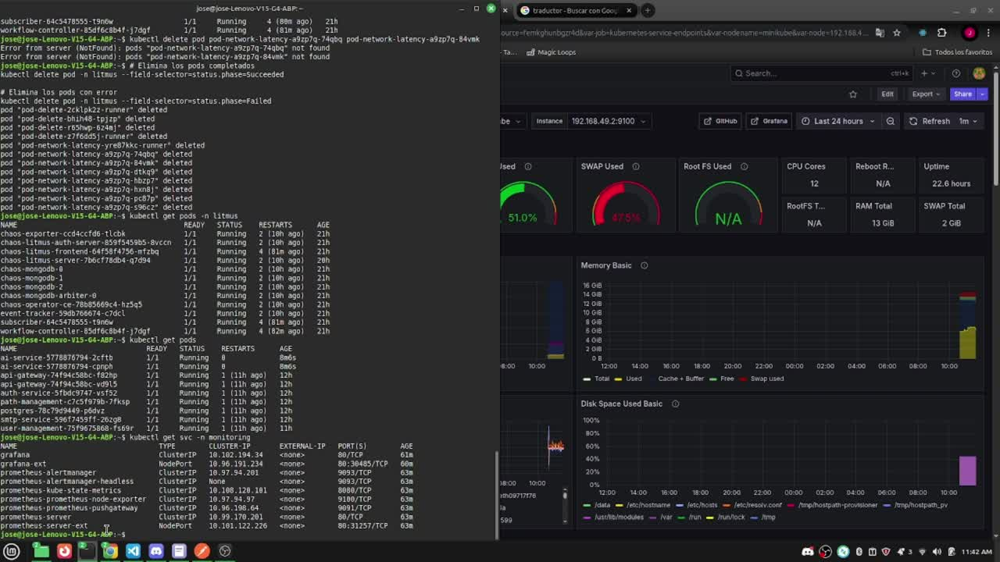 jose@jose-Lenovo-V15-G4-ABP: ~
subscriber-64c5478555-t9n6w 1/1 Running 4 (80m ago) 21h
workflow-controller-85df6c8f4f-j7dgf 1/1 Running 4 (81m ago) 21h
jose@jose-Lenovo-V15-G4-ABP:~$ kubectl delete pod pod-network-latency-a9zp7q-74qbq pod-network-latency-a9zp7q-84vmk
Error from server (NotFound): pods "pod-network-latency-a9zp7q-74qbq" not found
Error from server (NotFound): pods "pod-network-latency-a9zp7q-84vmk" not found
jose@jose-Lenovo-V15-G4-ABP:~$ # Elimina los pods completados
kubectl delete pod -n litmus --field-selector=status.phase=Succeeded
# Elimina los pods con error
kubectl delete pod -n litmus --field-selector=status.phase=Failed
pod "pod-delete-2cklpk2z-runner" deleted
pod "pod-delete-bhih48-tpjzp" deleted
pod "pod-delete-r65hwp-624mj" deleted
pod "pod-delete-z7f6dd5j-runner" deleted
pod "pod-network-latency-yre87kkc-runner" deleted
pod "pod-network-latency-a9zp7q-74qbq" deleted
pod "pod-network-latency-a9zp7q-84vmk" deleted
pod "pod-network-latency-a9zp7q-dtkq9" deleted
pod "pod-network-latency-a9zp7q-hbzp7" deleted
pod "pod-network-latency-a9zp7q-hxn8j" deleted
pod "pod-network-latency-a9zp7q-pc87p" deleted
pod "pod-network-latency-a9zp7q-s96cz" deleted
jose@jose-Lenovo-V15-G4-ABP:~$ kubectl get pods -n litmus
NAME READY STATUS RESTARTS AGE
chaos-exporter-ccd4ccfd6-tlcbk 1/1 Running 2 (10h ago) 21h
chaos-litmus-auth-server-859f5459b5-8vccn 1/1 Running 2 (10h ago) 21h
chaos-litmus-frontend-64f58f4756-mfzbq 1/1 Running 4 (81m ago) 21h
chaos-litmus-server-7b6cf78db4-q7d94 1/1 Running 2 (10h ago) 20h
chaos-mongodb-0 1/1 Running 2 (10h ago) 21h
chaos-mongodb-1 1/1 Running 2 (10h ago) 21h
chaos-mongodb-2 1/1 Running 2 (10h ago) 21h
chaos-mongodb-arbiter-0 1/1 Running 2 (10h ago) 21h
chaos-operator-ce-78b85669c4-hz5q5 1/1 Running 2 (10h ago) 21h
event-tracker-59db766674-c7dcl 1/1 Running 2 (10h ago) 21h
subscriber-64c5478555-t9n6w 1/1 Running 4 (81m ago) 21h
workflow-controller-85df6c8f4f-j7dgf 1/1 Running 4 (82m ago) 21h
jose@jose-Lenovo-V15-G4-ABP:~$ kubectl get pods
NAME READY STATUS RESTARTS AGE
ai-service-5778876794-2cftb 1/1 Running 0 8m6s
ai-service-5778876794-cpnph 1/1 Running 0 8m6s
api-gateway-74f94c58bc-f82hp 1/1 Running 1 (11h ago) 12h
api-gateway-74f94c58bc-vd9l5 1/1 Running 1 (11h ago) 12h
auth-service-5fbdc9747-vsf52 1/1 Running 1 (11h ago) 12h
path-management-c7c5f979b-7fksp 1/1 Running 1 (11h ago) 12h
postgres-78c79d9449-p6dvz 1/1 Running 1 (11h ago) 12h
smtp-service-596f7459ff-26zg8 1/1 Running 1 (11h ago) 12h
user-management-75f9675868-fs69r 1/1 Running 1 (11h ago) 11h
jose@jose-Lenovo-V15-G4-ABP:~$ kubectl get svc -n monitoring
NAME TYPE CLUSTER-IP EXTERNAL-IP PORT(S) AGE
grafana ClusterIP 10.102.194.34 <none> 80/TCP 61m
grafana-ext NodePort 10.96.191.234 <none> 80:30485/TCP 60m
prometheus-alertmanager ClusterIP 10.97.94.201 <none> 9093/TCP 63m
prometheus-alertmanager-headless ClusterIP None <none> 9093/TCP 63m
prometheus-kube-state-metrics ClusterIP 10.108.120.101 <none> 8080/TCP 63m
prometheus-prometheus-node-exporter ClusterIP 10.97.94.97 <none> 9100/TCP 63m
prometheus-prometheus-pushgateway ClusterIP 10.96.198.64 <none> 9091/TCP 63m
prometheus-server ClusterIP 10.99.170.201 <none> 80/TCP 63m
prometheus-server-ext NodePort 10.101.122.226 <none> 80:31257/TCP 63m
jose@jose-Lenovo-V15-G4-ABP:~$
traductor - Buscar con Goo
source=femkghunbgzr4d&var-job=kubernetes-service-endpoints&var-nodename=minikube&var-node=192.168.4...
Ta... Magic Loops Todos los favoritos
Search... ctrl+k
Edit Export Share
be Instance 192.168.49.2:9100 GitHub Grafana Last 24 hours Refresh 1m
Used SWAP Used Root FS Used CPU Cores Reboot R... Uptime
12 N/A 22.6 hours
51.0% 47.5% N/A
RootFS T... RAM Total SWAP Total
N/A 13 GiB 2 GiB
Memory Basic
16 GiB
14 GiB
12 GiB
10 GiB
8 GiB
6 GiB
4 GiB
2 GiB
0 B
08:00 10:00
12:00 14:00 16:00 18:00 20:00 22:00 00:00 02:00 04:00 06:00 08:00 10:00
Total Used Cache + Buffer Free Swap used
Disk Space Used Basic
100%
80%
60%
40%
20%
0%
08:00 10:00
12:00 14:00 16:00 18:00 20:00 22:00 00:00 02:00 04:00 06:00 08:00 10:00
/data /etc/hostname /etc/hosts /etc/resolv.conf /tmp/hostpath-provisioner /tmp/hostpath_pv
/usr/lib/modules /var /run /run/lock /tmp
eth09717f76
599
3 11:42 AM